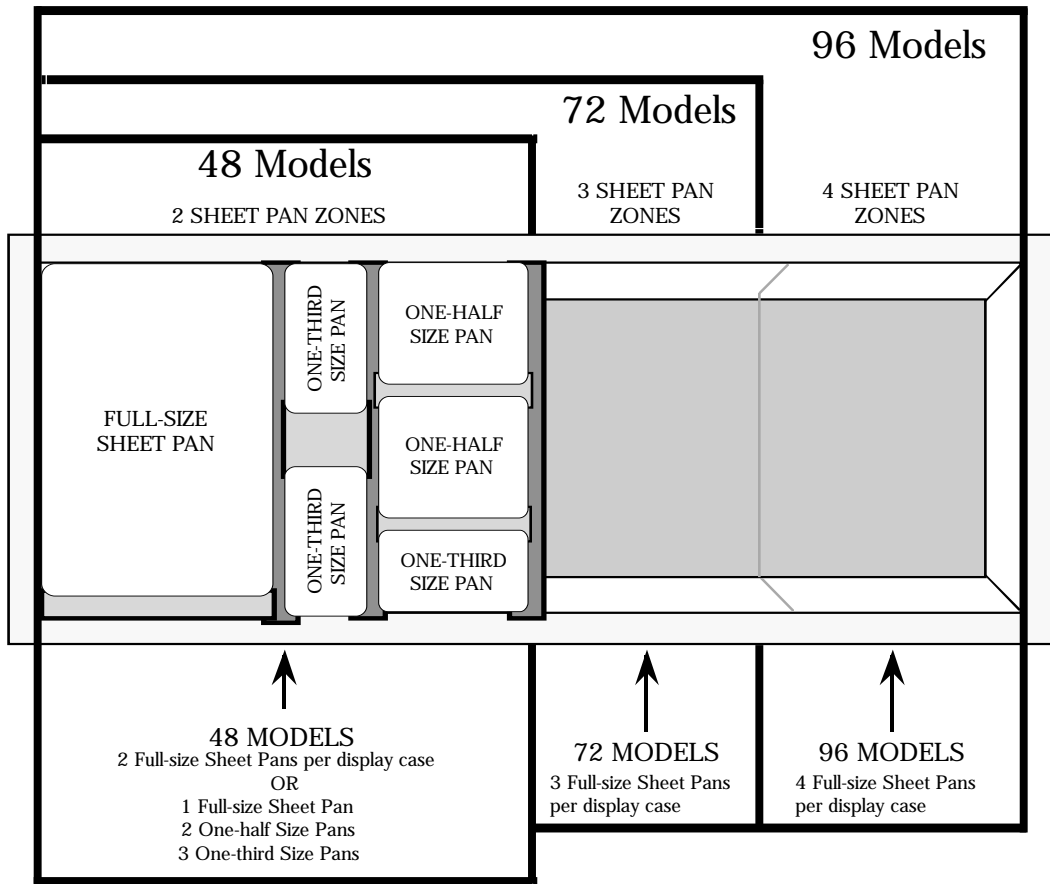 96 Models
72 Models
48 Models
2 SHEET PAN ZONES
3 SHEET PAN
ZONES
4 SHEET PAN
ZONES
FULL-SIZE
SHEET PAN
ONE-THIRD
SIZE PAN
ONE-THIRD
SIZE PAN
ONE-HALF
SIZE PAN
ONE-HALF
SIZE PAN
ONE-THIRD
SIZE PAN
48 MODELS
2 Full-size Sheet Pans per display case
OR
1 Full-size Sheet Pan
2 One-half Size Pans
3 One-third Size Pans
72 MODELS
3 Full-size Sheet Pans
per display case
96 MODELS
4 Full-size Sheet Pans
per display case